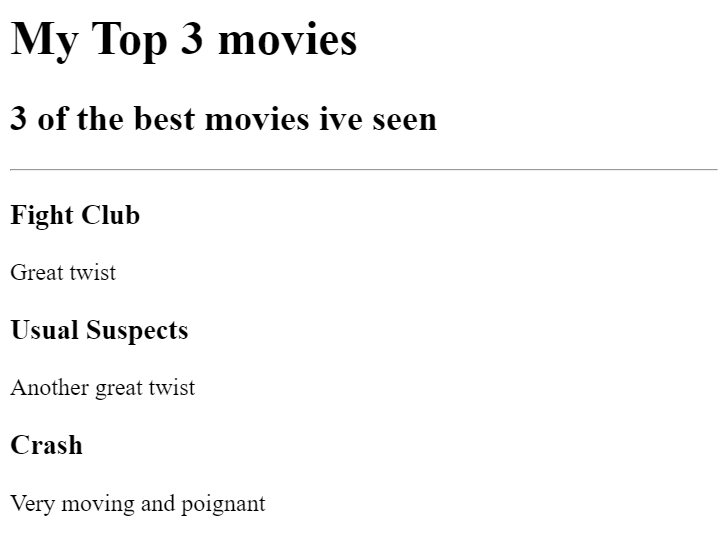 My Top 3 movies
3 of the best movies ive seen
Fight Club
Great twist
Usual Suspects
Another great twist
Crash
Very moving and poignant